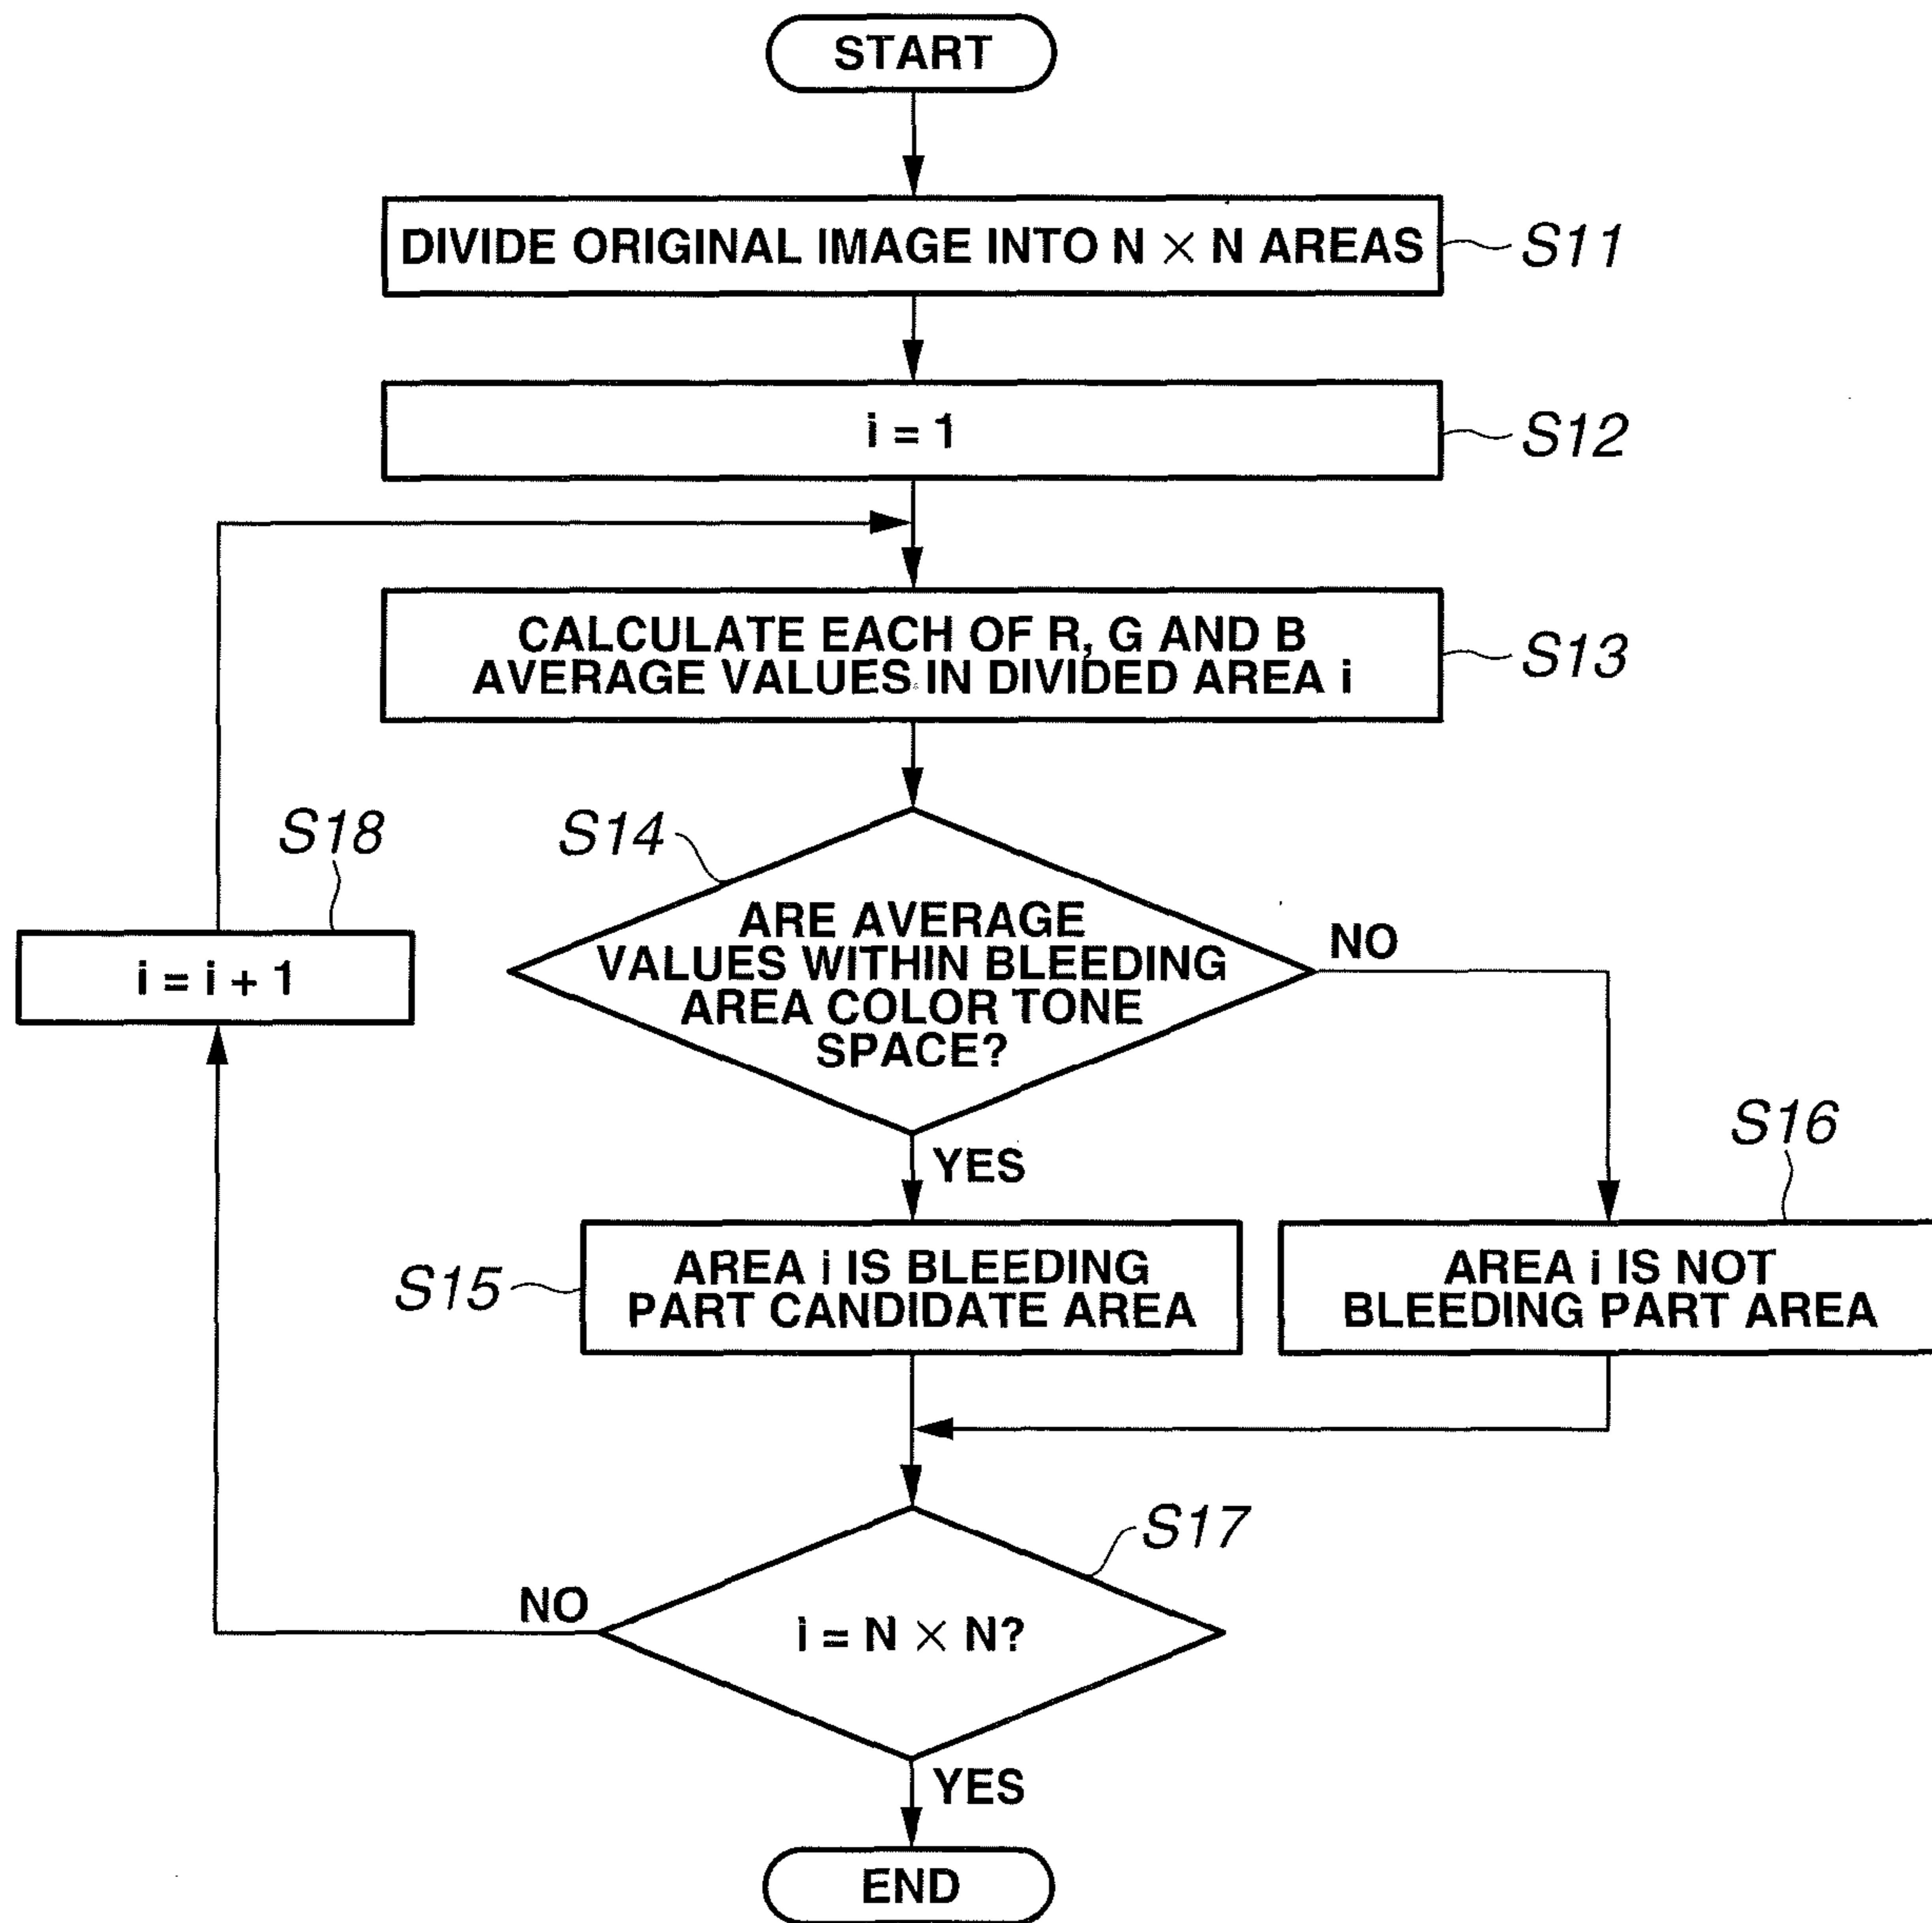 START
DIVIDE ORIGINAL IMAGE INTO N × N AREAS
S11
i = 1
S12
CALCULATE EACH OF R, G AND B
AVERAGE VALUES IN DIVIDED AREA i
S13
S18
i = i + 1
S14
ARE AVERAGE
VALUES WITHIN BLEEDING
AREA COLOR TONE
SPACE?
NO
YES
S16
S15
AREA i IS BLEEDING
PART CANDIDATE AREA
AREA i IS NOT
BLEEDING PART AREA
S17
NO
i = N × N?
YES
END